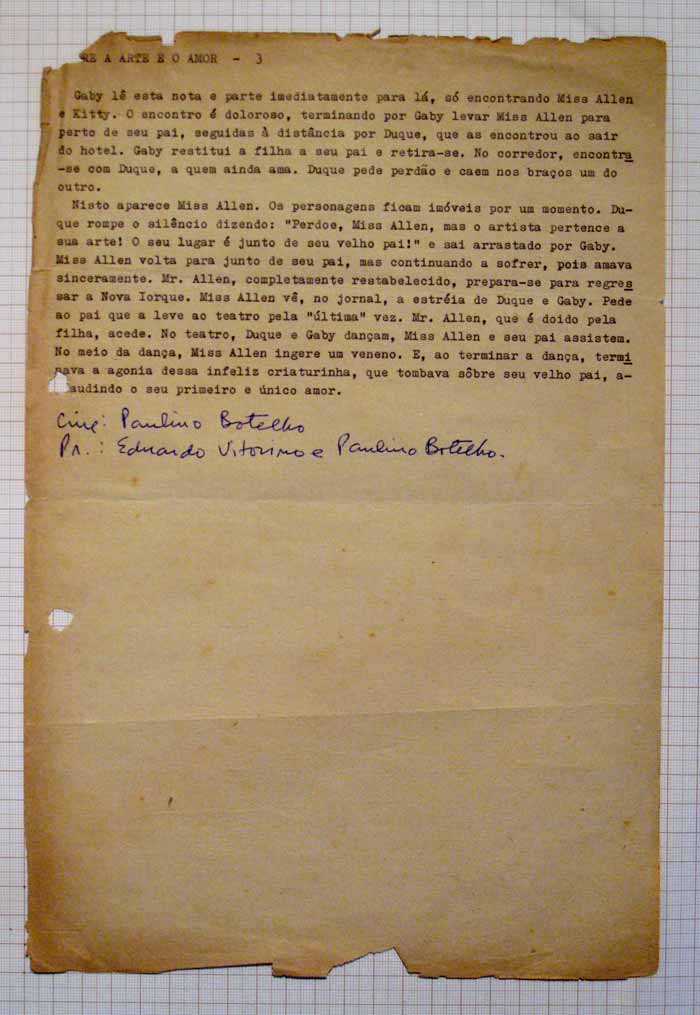 RE A ARTE E O AMOR - 3
Gaby lê esta nota e parte imediatamente para lá, só encontrando Miss Allen
e Kitty. O encontro é doloroso, terminando por Gaby levar Miss Allen para
perto de seu pai, seguidas à distância por Duque, que as encontrou ao sair
do hotel. Gaby restitui a filha a seu pai e retira-se. No corredor, encontra
-se com Duque, a quem ainda ama. Duque pede perdão e caem nos braços um do
outro.
Nisto aparece Miss Allen. Os personagens ficam imóveis por um momento. Du-
que rompe o silêncio dizendo: "Perdoe, Miss Allen, mas o artista pertence a
sua arte! O seu lugar é junto de seu velho pai!" e sai arrastado por Gaby.
Miss Allen volta para junto de seu pai, mas continuando a sofrer, pois amava
sinceramente. Mr. Allen, completamente restabelecido, prepara-se para regres
sar a Nova Iorque. Miss Allen vê, no jornal, a estréia de Duque e Gaby. Pede
ao pai que a leve ao teatro pela "última" vez. Mr. Allen, que é doido pela
filha, acede. No teatro, Duque e Gaby dançam, Miss Allen e seu pai assistem.
No meio da dança, Miss Allen ingere um veneno. E, ao terminar a dança, termi
nava a agonia dessa infeliz criaturinha, que tombava sôbre seu velho pai, a-
laudindo o seu primeiro e único amor.
Cing: Paulino Botelho
Pr.: Eduardo Vitorino e Paulino Botelho.